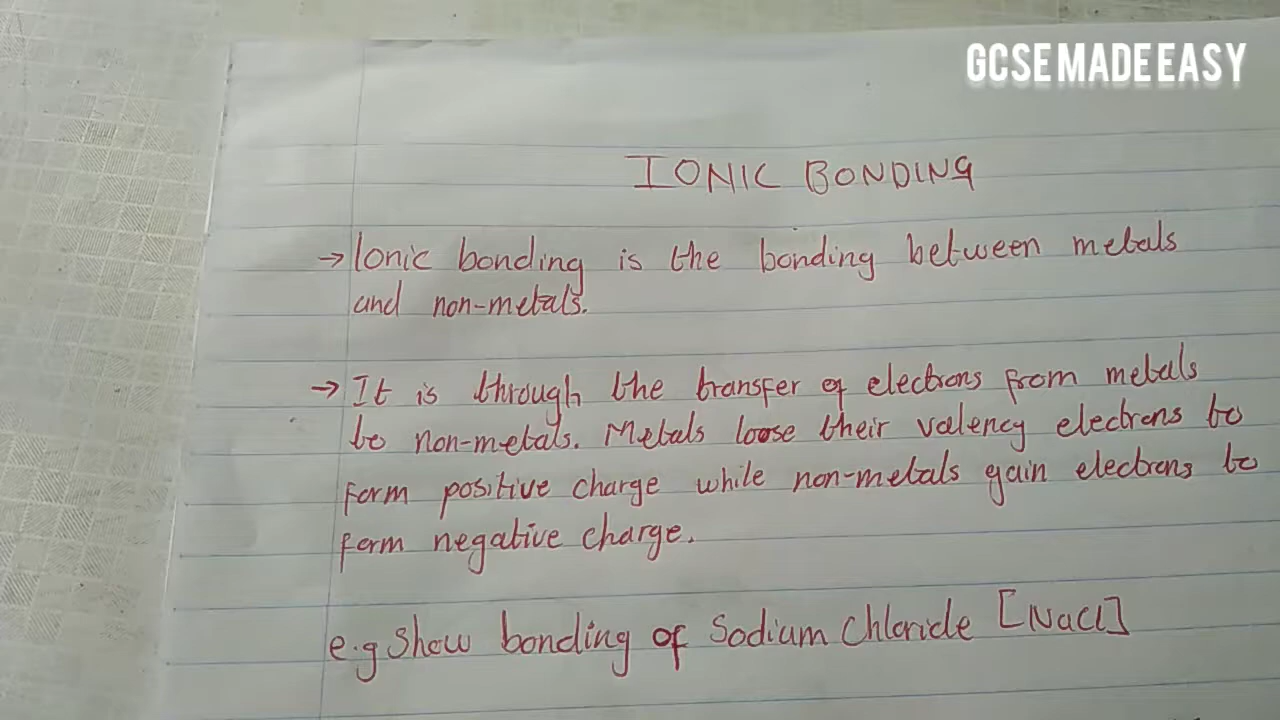 GCSE MADE EASY
IONIC BONDING
→ Ionic bonding is the bonding between metals
and non-metals.
→ It is through the transfer of electrons from metals
to non-metals. Metals loose their valency electrons to
form positive charge while non-metals gain electrons to
form negative charge.
e.g Show bonding of Sodium Chloride [NaCl]